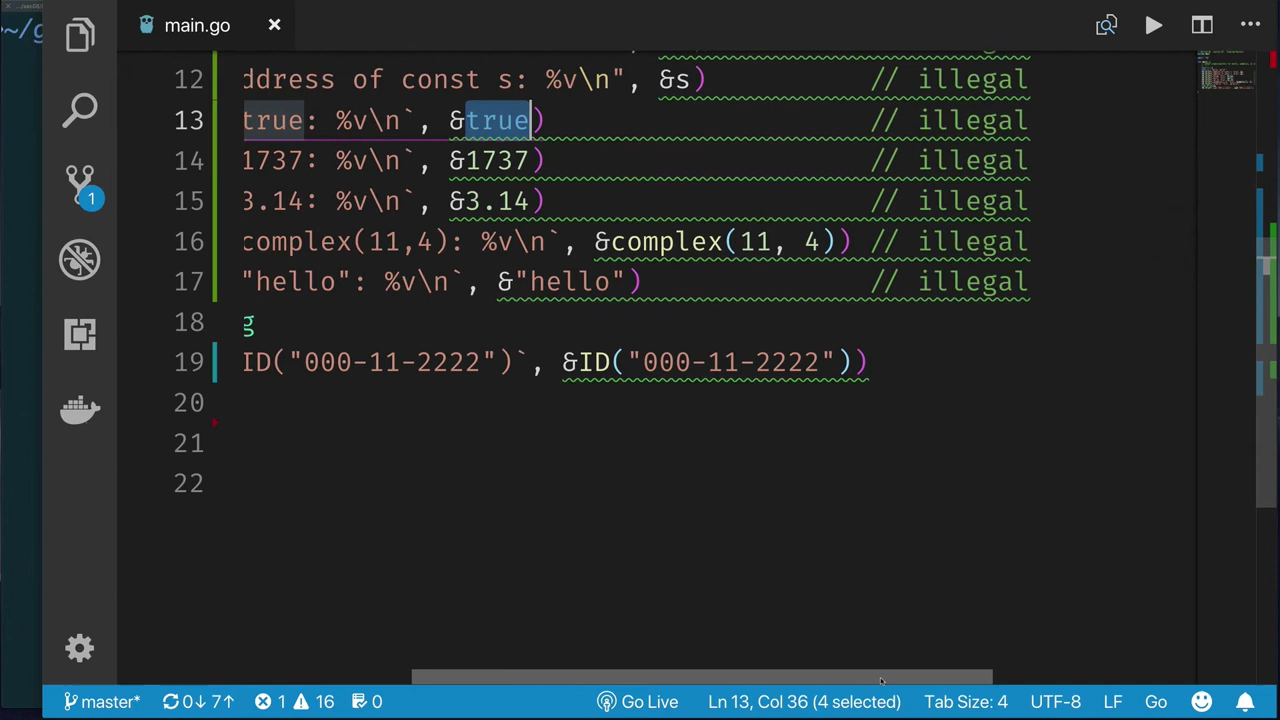 ~/g
main.go
12 ddress of const s: %v\n", &s) // illegal
13 true: %v\n`, &true) // illegal
14 1737: %v\n`, &1737) // illegal
15 3.14: %v\n`, &3.14) // illegal
16 complex(11,4): %v\n`, &complex(11, 4)) // illegal
17 "hello": %v\n`, &"hello") // illegal
18 g
19 ID("000-11-2222")`, &ID("000-11-2222"))
20
21
22
1
master* 0↓ 7↑ 1 16 0 Go Live Ln 13, Col 36 (4 selected) Tab Size: 4 UTF-8 LF Go